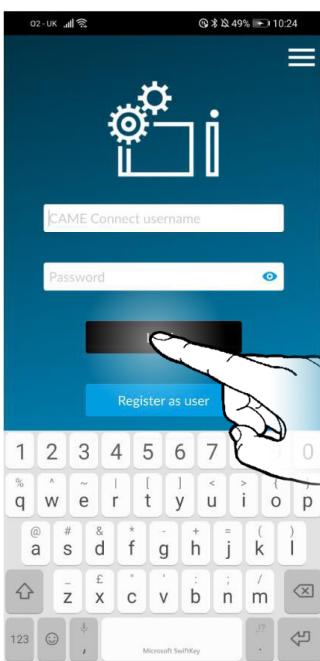 O2 - UK 49% 10:24
CAME Connect username
Password
Register as user
1 2 3 4 5 6 7 0
% ^ ~ | [ ] < > { }
q w e r t y u i o p
@ # & * - + = ( )
a s d f g h j k l
_ £ " ' : ; /
z x c v b n m
123 , Microsoft SwiftKey !? .